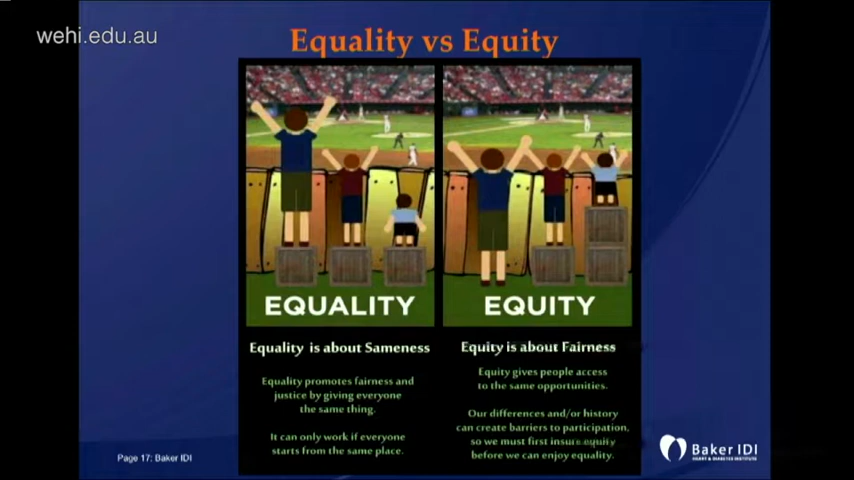 wehi.edu.au
Equality vs Equity
EQUALITY
EQUITY
Equality is about Sameness
Equality promotes fairness and
justice by giving everyone
the same thing.
It can only work if everyone
starts from the same place.
Equity is about Fairness
Equity gives people access
to the same opportunities.
Our differences and/or history
can create barriers to participation,
so we must first insure equity
before we can enjoy equality.
Page 17: Baker IDI
Baker IDI
HEART & DIABETES INSTITUTE